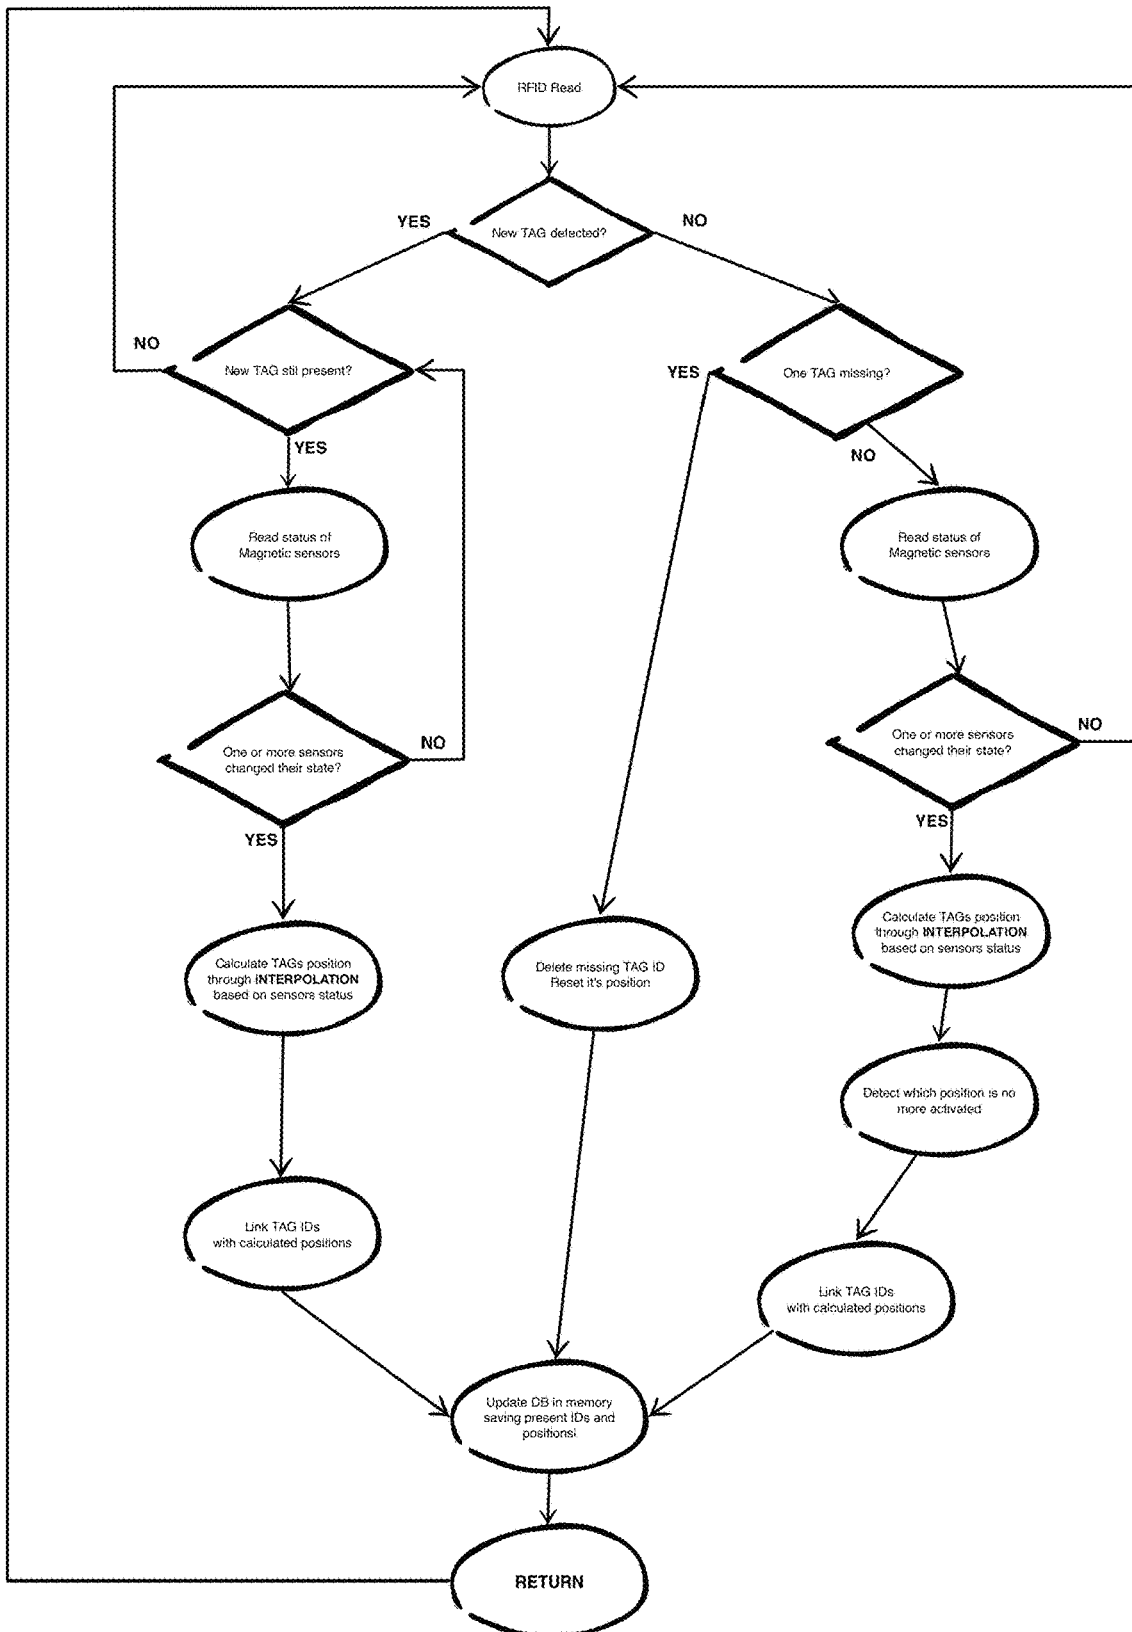 RFID Read
New TAG detected?
YES
NO
New TAG still present?
NO
YES
One TAG missing?
YES
NO
Read status of
Magnetic sensors
Read status of
Magnetic sensors
One or more sensors
changed their state?
NO
YES
One or more sensors
changed their state?
NO
YES
Calculate TAGs position
through INTERPOLATION
based on sensors status
Delete missing TAG ID
Reset it's position
Calculate TAGs position
through INTERPOLATION
based on sensors status
Detect which position is no
more activated
Link TAG IDs
with calculated positions
Link TAG IDs
with calculated positions
Update DB in memory
saving present IDs and
positions!
RETURN